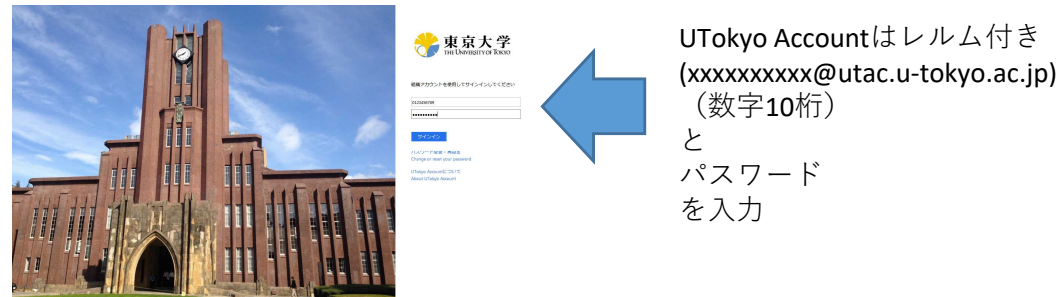 東京大学
THE UNIVERSITY OF TOKYO
組織アカウントを使用してサインインしてください
0123456789
サインイン
パスワード変更・再設定
Change or reset your password
UTokyo Accountについて
About UTokyo Account
UTokyo Accountはレルム付き
(xxxxxxxxxx@utac.u-tokyo.ac.jp)
（数字10桁）
と
パスワード
を入力